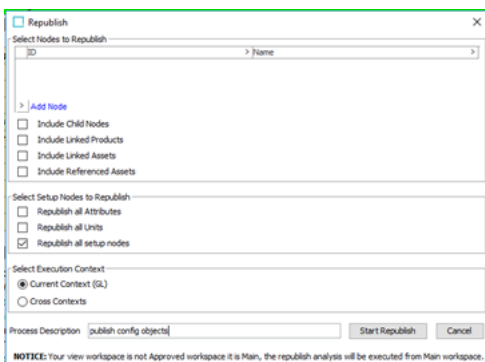 Republish
Select Nodes to Republish
ID > Name >
> Add Node
Include Child Nodes
Include Linked Products
Include Linked Assets
Include Referenced Assets
Select Setup Nodes to Republish
Republish all Attributes
Republish all Units
Republish all setup nodes
Select Execution Context
Current Context (GL)
Cross Contexts
Process Description publish config objects Start Republish Cancel
NOTICE: Your view workspace is not Approved workspace it is Main, the republish analysis will be executed from Main workspace.